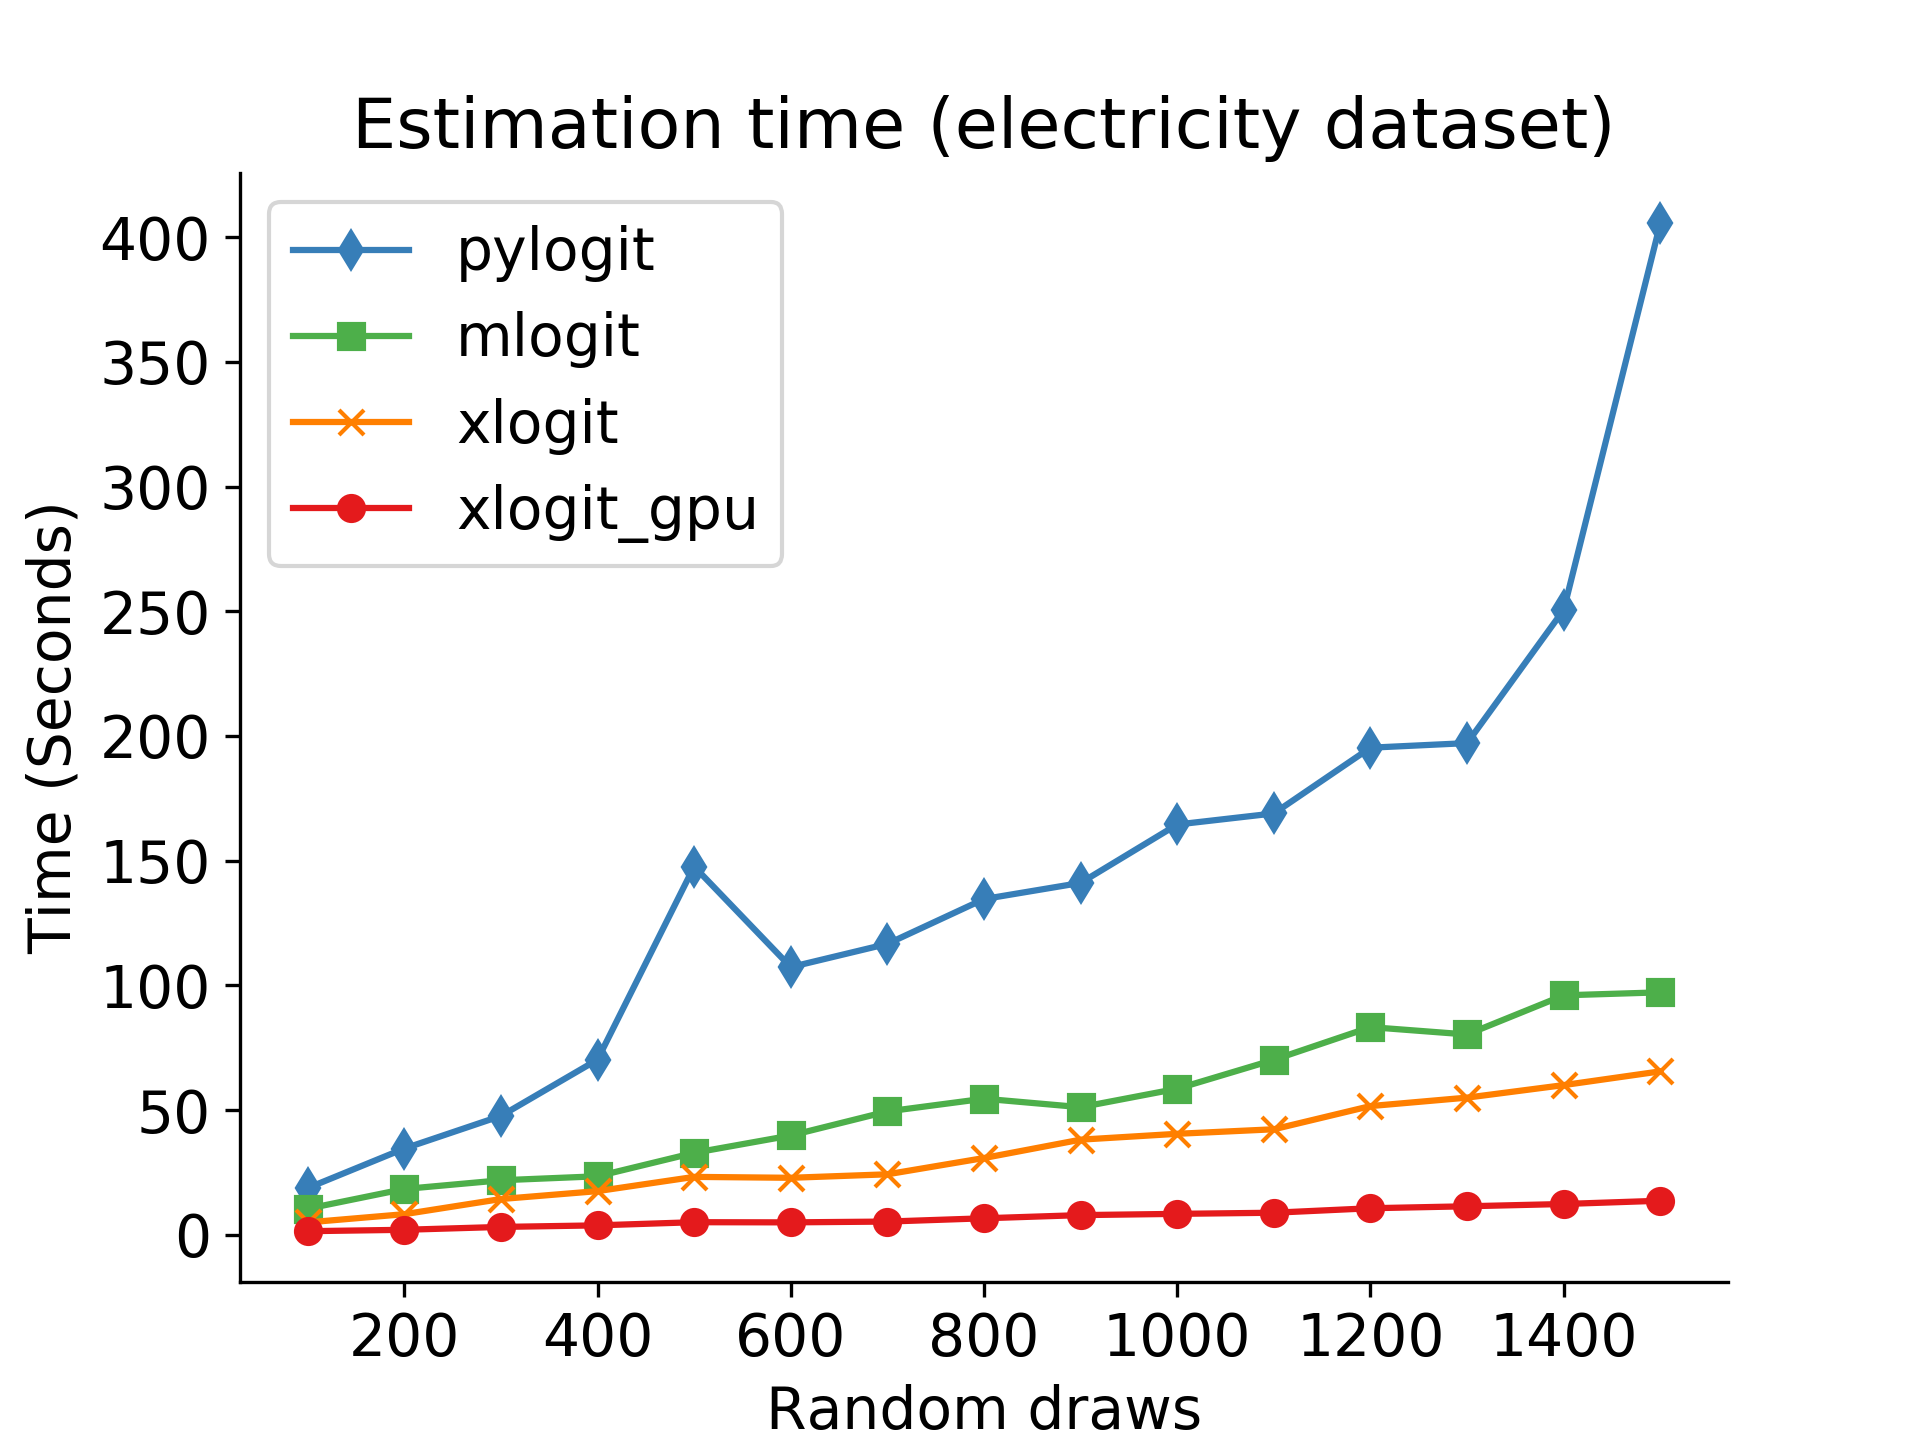 Estimation time (electricity dataset)
pylogit
mlogit
xlogit
xlogit_gpu
Time (Seconds)
400
350
300
250
200
150
100
50
0
200 400 600 800 1000 1200 1400
Random draws